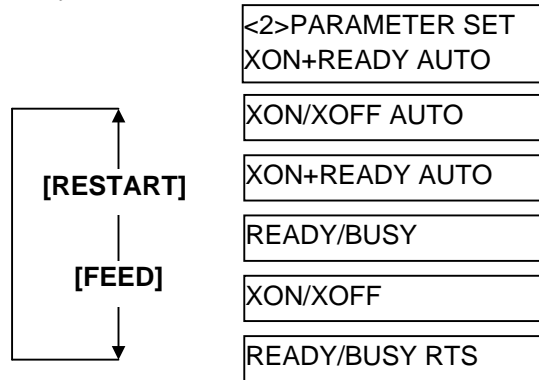 <2>PARAMETER SET
XON+READY AUTO
XON/XOFF AUTO
[RESTART]
XON+READY AUTO
READY/BUSY
[FEED]
XON/XOFF
READY/BUSY RTS